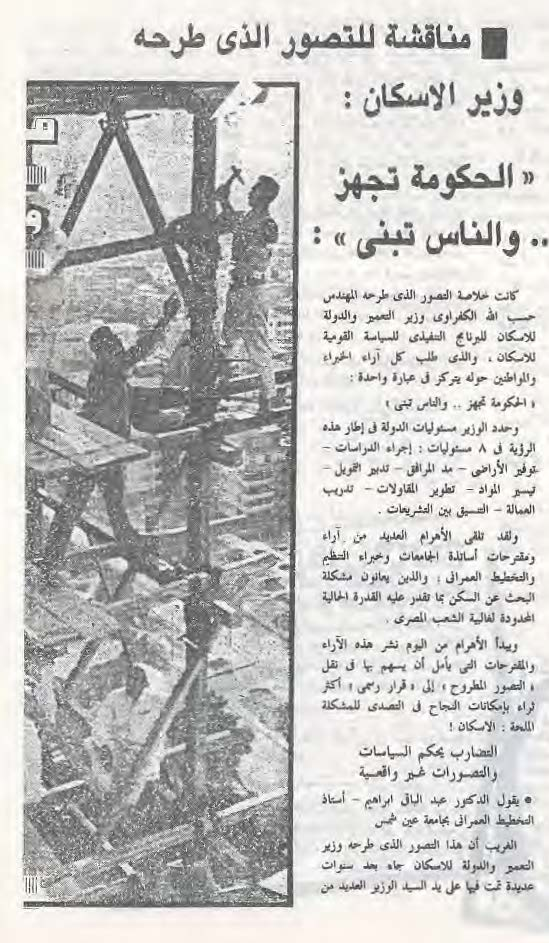 مناقشة للتصور الذى طرحه
وزير الاسكان :
« الحكومة تجهز
.. والناس تبنى » :
كانت خلاصة التصور الذى طرحه المهندس
حسب الله الكفراوى وزير التعمير والدولة
للاسكان للبرنامج التنفيذى للسياسة القومية
للاسكان ، والذى طلب كل آراء الخبراء
والمواطنين حوله يتركز فى عبارة واحدة :
« الحكومة تجهز .. والناس تبنى »
وحدد الوزير مسئوليات الدولة فى إطار هذه
الرؤية فى ٨ مسئوليات : إجراء الدراسات –
توفير الأراضى – مد المرافق – تدبير التمويل –
تيسير المواد – تطوير المقاولات – تدريب
العمالة – التنسيق بين التشريعات .
ولقد تلقى الأهرام العديد من آراء
ومقترحات أساتذة الجامعات وخبراء التنظيم
والتخطيط العمرانى ، والذين يعانون مشكلة
البحث عن السكن بما تقدر عليه القدرة الحالية
المحدودة لغالبية الشعب المصرى .
ويبدأ الأهرام من اليوم نشر هذه الآراء
والمقترحات التى يأمل أن يسهم بها فى نقل
« التصور المطروح » إلى « قرار رسمى » أكثر
ثراء بإمكانات النجاح فى التصدى للمشكلة
الملحة : الاسكان !
التضارب يحكم السياسات
والتصورات غير واقعية
● يقول الدكتور عبد الباقى ابراهيم – أستاذ
التخطيط العمرانى بجامعة عين شمس
الغريب أن هذا التصور الذى طرحه وزير
التعمير والدولة للاسكان جاء بعد سنوات
عديدة تمت فيها على يد السيد الوزير العديد من